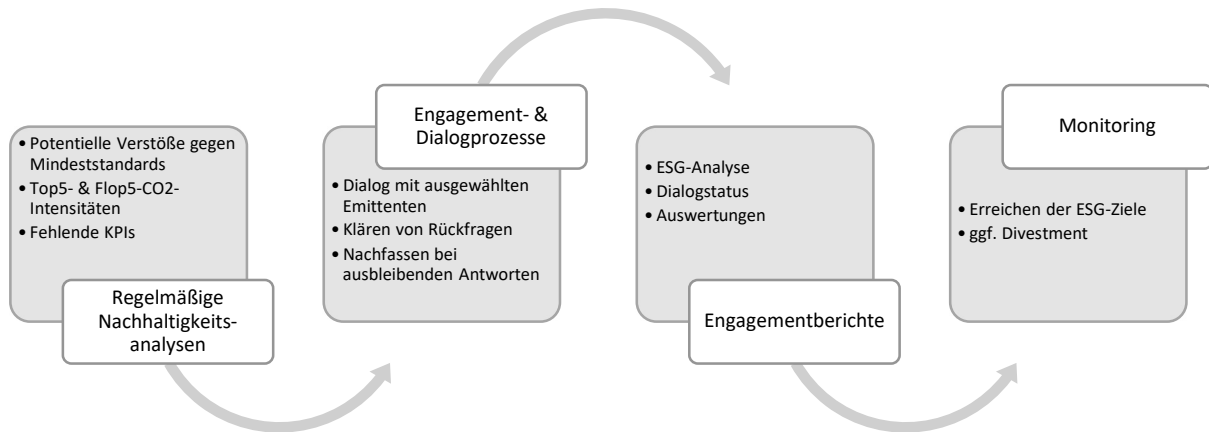 • Potentielle Verstöße gegen
Mindeststandards
• Top5- & Flop5-CO2-
Intensitäten
• Fehlende KPIs
Regelmäßige
Nachhaltigkeits-
analysen
Engagement- &
Dialogprozesse
• Dialog mit ausgewählten
Emittenten
• Klären von Rückfragen
• Nachfassen bei
ausbleibenden Antworten
• ESG-Analyse
• Dialogstatus
• Auswertungen
Engagementberichte
Monitoring
• Erreichen der ESG-Ziele
• ggf. Divestment